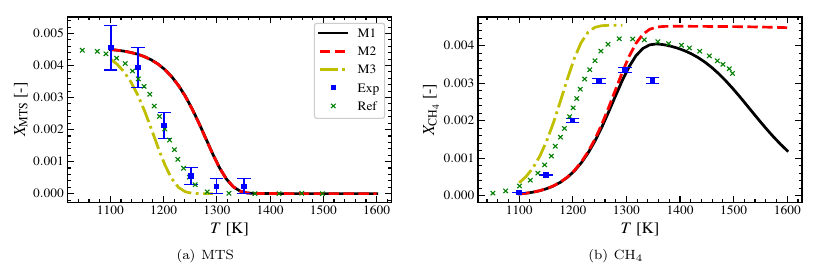 0.005
0.004
0.003
0.002
0.001
0.000
X_MTS [-]
1100 1200 1300 1400 1500 1600
T [K]
M1
M2
M3
Exp
Ref
(a) MTS
0.004
0.003
0.002
0.001
0.000
X_CH₄ [-]
1100 1200 1300 1400 1500 1600
T [K]
(b) CH₄